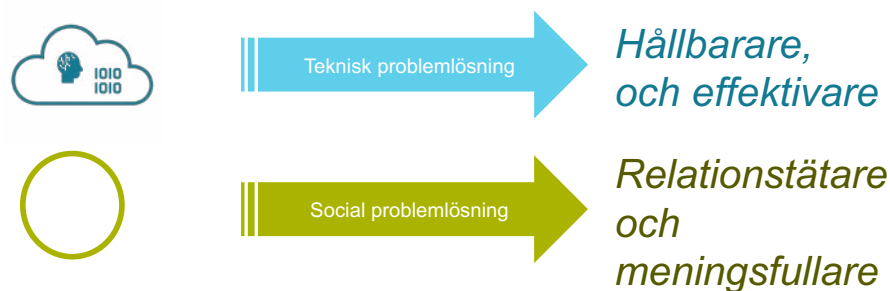 1010
1010
Teknisk problemlösning
Hållbarare,
och effektivare
Social problemlösning
Relationstätare
och
meningsfullare